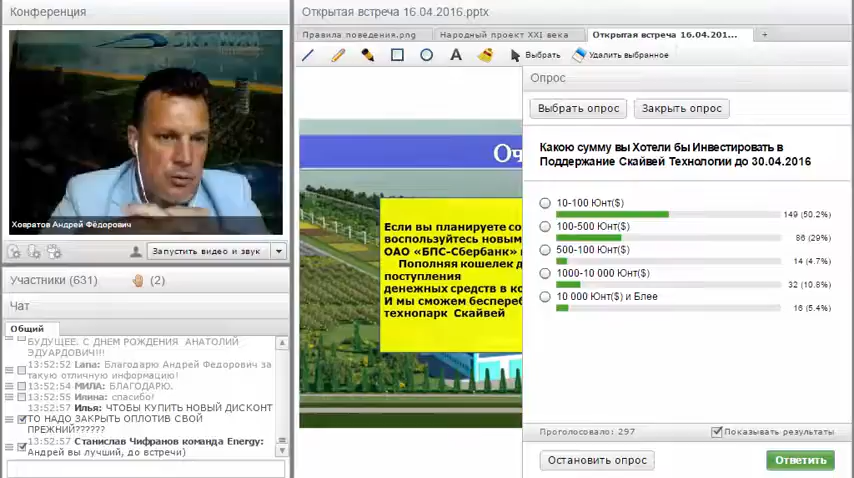 Конференция
SKYWAY
Ховратов Андрей Фёдорович
Запустить видео и звук
Участники (631)
(2)
Чат
Общий
БУДУЩЕЕ. С ДНЕМ РОЖДЕНИЯ АНАТОЛИЙ
ЭДУАРДОВИЧ!!!
13:52:52 Lana: Благодарю Андрей Федорович за
такую отличную информацию!
13:52:54 МИЛА: БЛАГОДАРЮ.
13:52:55 Илина: спасибо!
13:52:57 Илья: ЧТОБЫ КУПИТЬ НОВЫЙ ДИСКОНТ
ТО НАДО ЗАКРЫТЬ ОПЛОТИВ СВОЙ
ПРЕЖНИЙ??????
13:52:57 Станислав Чифранов команда Energy:
Андрей вы лучший, до встречи)
Открытая встреча 16.04.2016.pptx
Правила поведения.png
Народный проект XXI века
Открытая встреча 16.04.201...
+
A
Выбрать
Удалить выбранное
Оч
Если вы планируете со
воспользуйтесь новым
ОАО «БПС-Сбербанк»
Пополняя кошелек д
поступления
денежных средств в ко
И мы сможем бесперебо
технопарк Скайвей
Опрос
Выбрать опрос
Закрыть опрос
Какою сумму вы Хотели бы Инвестировать в
Поддержание Скайвей Технологии до 30.04.2016
10-100 Юнт($)
149 (50.2%)
100-500 Юнт($)
86 (29%)
500-100 Юнт($)
14 (4.7%)
1000-10 000 Юнт($)
32 (10.8%)
10 000 Юнт($) и Блее
16 (5.4%)
Проголосовало: 297
Показывать результаты
Остановить опрос
Ответить